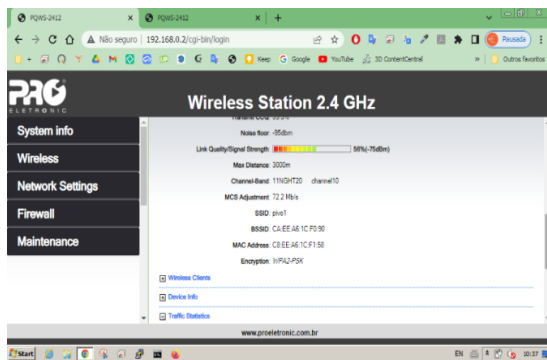 PQWS-2412
PQWS-2412
Não seguro
192.168.0.2/cgi-bin/login
Pausada
Keep
Google
YouTube
3D ContentCentral
Outros favoritos
PRO
ELETRONIC
Wireless Station 2.4 GHz
System info
Wireless
Network Settings
Firewall
Maintenance
Transmit CCQ
Noise floor -95dbm
Link Quality/Signal Strength 56%(-75dBm)
Max Distance 3000m
Channel-Band 11NGHT20 channel10
MCS Adjustment 72.2 Mb/s
SSID pivo1
BSSID CA:EE:A6:1C:F0:90
MAC Address C8:EE:A6:1C:F1:58
Encryption WPA2-PSK
Wireless Clients
Device Info
Traffic Statistics
www.proeletronic.com.br
Start
EN
10:37